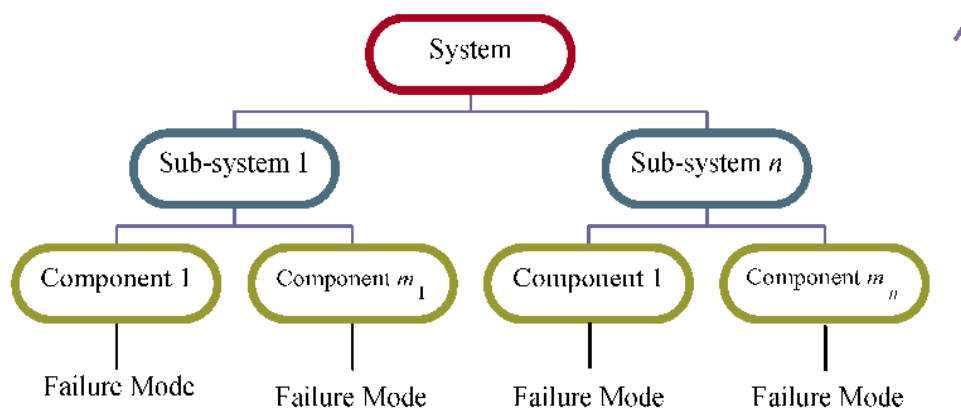 System
Sub-system 1
Sub-system n
Component 1
Component m1
Component 1
Component mn
Failure Mode
Failure Mode
Failure Mode
Failure Mode